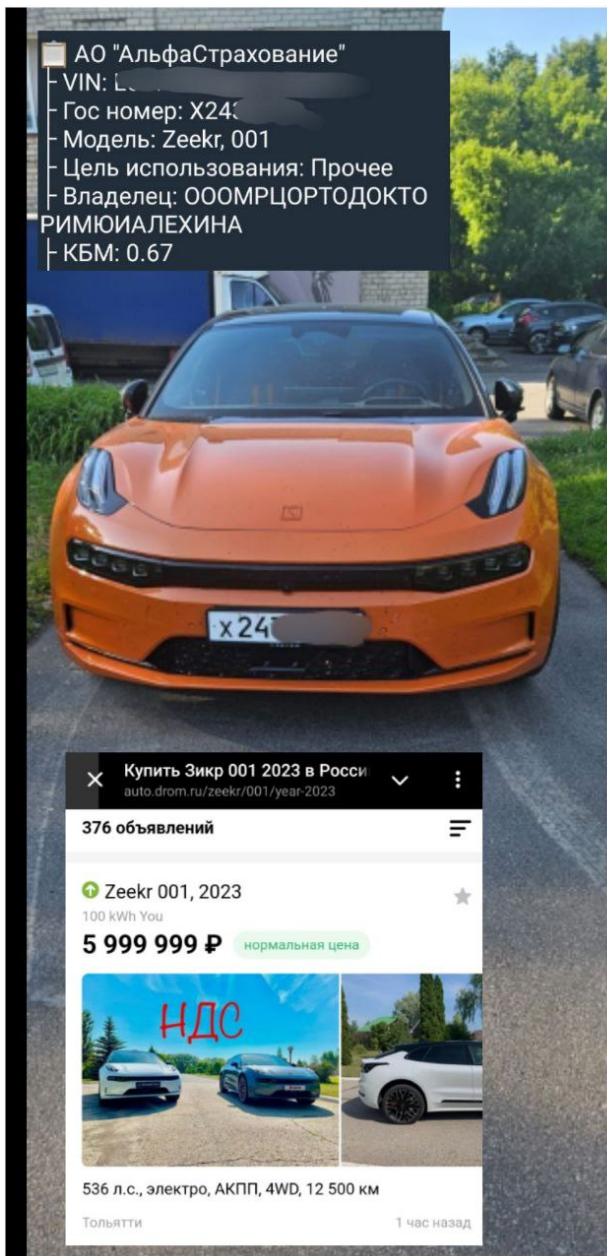 АО "АльфаСтрахование"
VIN: L
Гос номер: X243
Модель: Zeekr, 001
Цель использования: Прочее
Владелец: ОООМРЦОРТОДОКТО
РИМЮИАЛЕХИНА
КБМ: 0.67
х 24
Купить Зикр 001 2023 в Росси
auto.drom.ru/zeekr/001/year-2023
376 объявлений
Zeekr 001, 2023
100 kWh You
5 999 999 ₽ нормальная цена
НДС
536 л.с., электро, АКПП, 4WD, 12 500 км
Тольятти 1 час назад